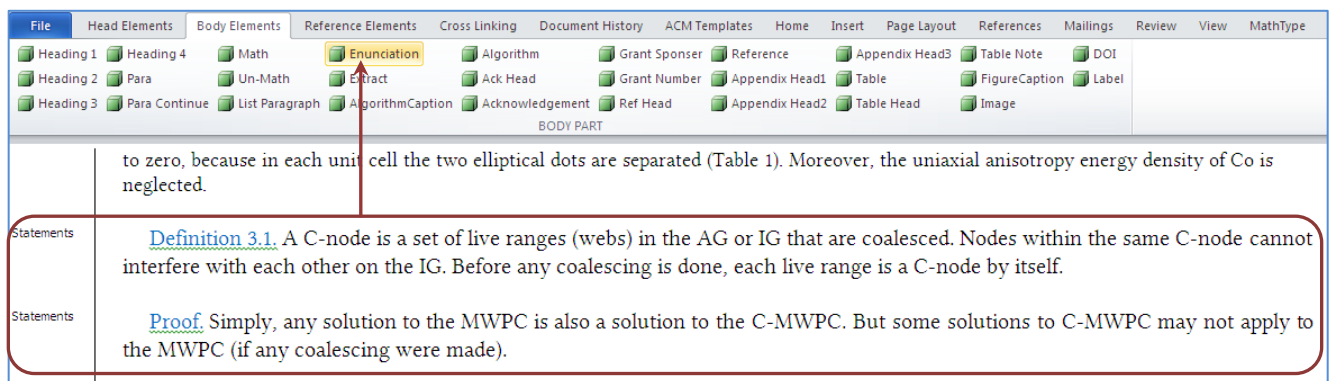 File Head Elements Body Elements Reference Elements Cross Linking Document History ACM Templates Home Insert Page Layout References Mailings Review View MathType
Heading 1 Heading 4 Math Enunciation Algorithm Grant Sponser Reference Appendix Head3 Table Note DOI
Heading 2 Para Un-Math Extract Ack Head Grant Number Appendix Head1 Table FigureCaption Label
Heading 3 Para Continue List Paragraph AlgorithmCaption Acknowledgement Ref Head Appendix Head2 Table Head Image
BODY PART
to zero, because in each unit cell the two elliptical dots are separated (Table 1). Moreover, the uniaxial anisotropy energy density of Co is
neglected.
Statements Definition 3.1. A C-node is a set of live ranges (webs) in the AG or IG that are coalesced. Nodes within the same C-node cannot
interfere with each other on the IG. Before any coalescing is done, each live range is a C-node by itself.
Statements Proof. Simply, any solution to the MWPC is also a solution to the C-MWPC. But some solutions to C-MWPC may not apply to
the MWPC (if any coalescing were made).